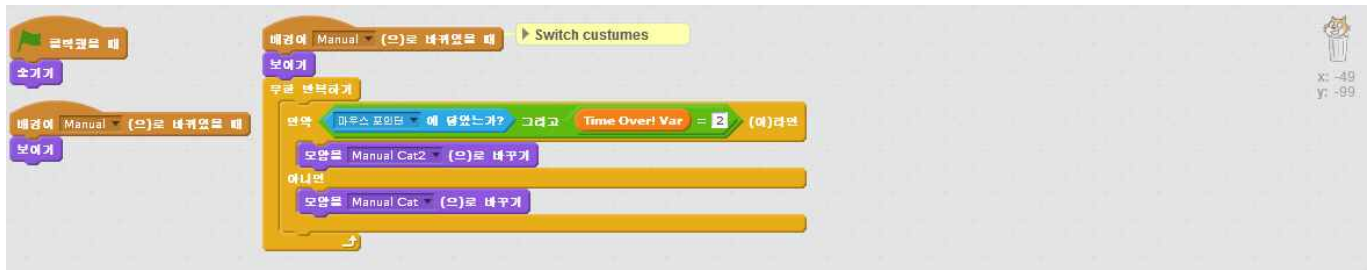 클릭했을 때
숨기기
배경이 Manual (으)로 바뀌었을 때
보이기
배경이 Manual (으)로 바뀌었을 때
Switch custumes
보이기
무한 반복하기
만약 마우스 포인터 에 닿았는가? 그리고 Time Over! Var = 2 (이)라면
모양을 Manual Cat2 (으)로 바꾸기
아니면
모양을 Manual Cat (으)로 바꾸기
x: -49
y: -99